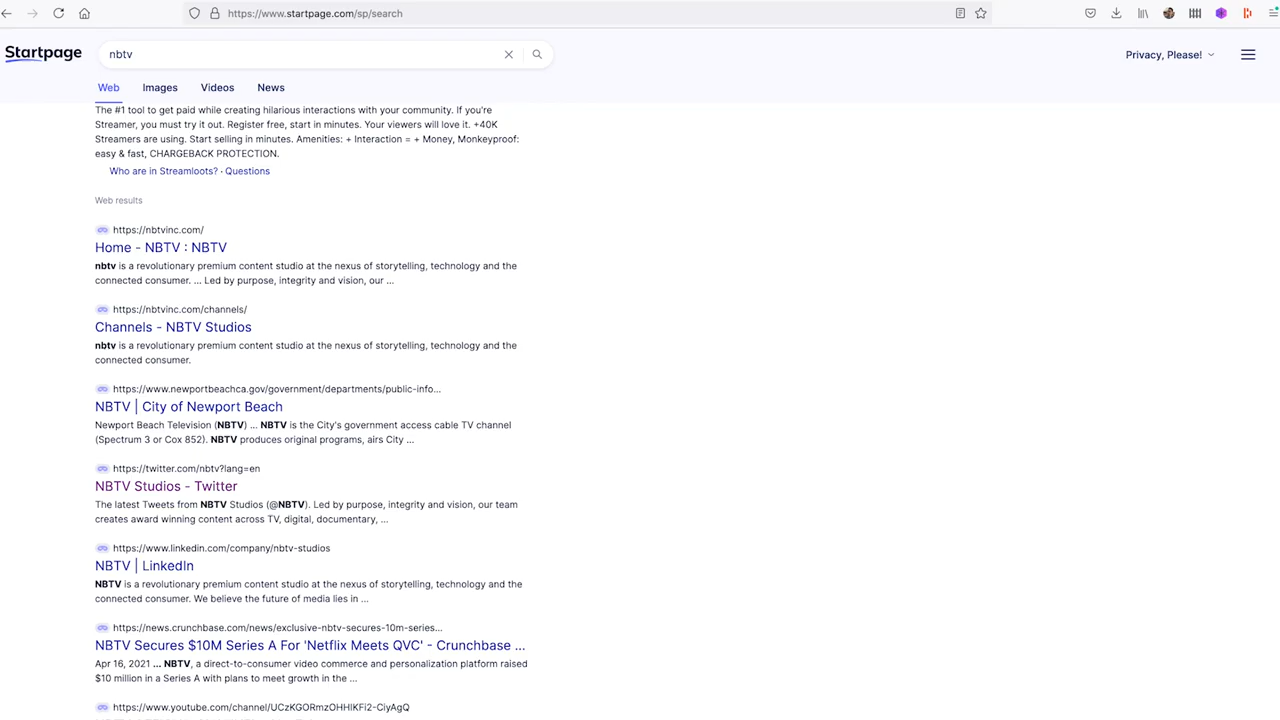 https://www.startpage.com/sp/search
Startpage
nbtv
Privacy, Please!
Web Images Videos News
The #1 tool to get paid while creating hilarious interactions with your community. If you're
Streamer, you must try it out. Register free, start in minutes. Your viewers will love it. +40K
Streamers are using. Start selling in minutes. Amenities: + Interaction = + Money, Monkeyproof:
easy & fast, CHARGEBACK PROTECTION.
Who are in Streamloots? · Questions
Web results
https://nbtvinc.com/
Home - NBTV : NBTV
nbtv is a revolutionary premium content studio at the nexus of storytelling, technology and the
connected consumer. ... Led by purpose, integrity and vision, our ...
https://nbtvinc.com/channels/
Channels - NBTV Studios
nbtv is a revolutionary premium content studio at the nexus of storytelling, technology and the
connected consumer.
https://www.newportbeachca.gov/government/departments/public-info...
NBTV | City of Newport Beach
Newport Beach Television (NBTV) ... NBTV is the City's government access cable TV channel
(Spectrum 3 or Cox 852). NBTV produces original programs, airs City ...
https://twitter.com/nbtv?lang=en
NBTV Studios - Twitter
The latest Tweets from NBTV Studios (@NBTV). Led by purpose, integrity and vision, our team
creates award winning content across TV, digital, documentary, ...
https://www.linkedin.com/company/nbtv-studios
NBTV | LinkedIn
NBTV is a revolutionary premium content studio at the nexus of storytelling, technology and the
connected consumer. We believe the future of media lies in ...
https://news.crunchbase.com/news/exclusive-nbtv-secures-10m-series...
NBTV Secures $10M Series A For 'Netflix Meets QVC' - Crunchbase ...
Apr 16, 2021 ... NBTV, a direct-to-consumer video commerce and personalization platform raised
$10 million in a Series A with plans to meet growth in the ...
https://www.youtube.com/channel/UCzKGORmzOHHIKFi2-CiyAgQ